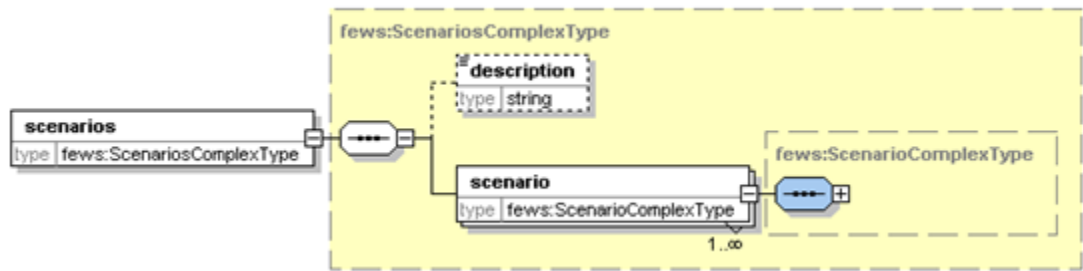 fews:ScenariosComplexType
description
type string
scenarios
type fews:ScenariosComplexType
fews:ScenarioComplexType
scenario
type fews:ScenarioComplexType
1..∞